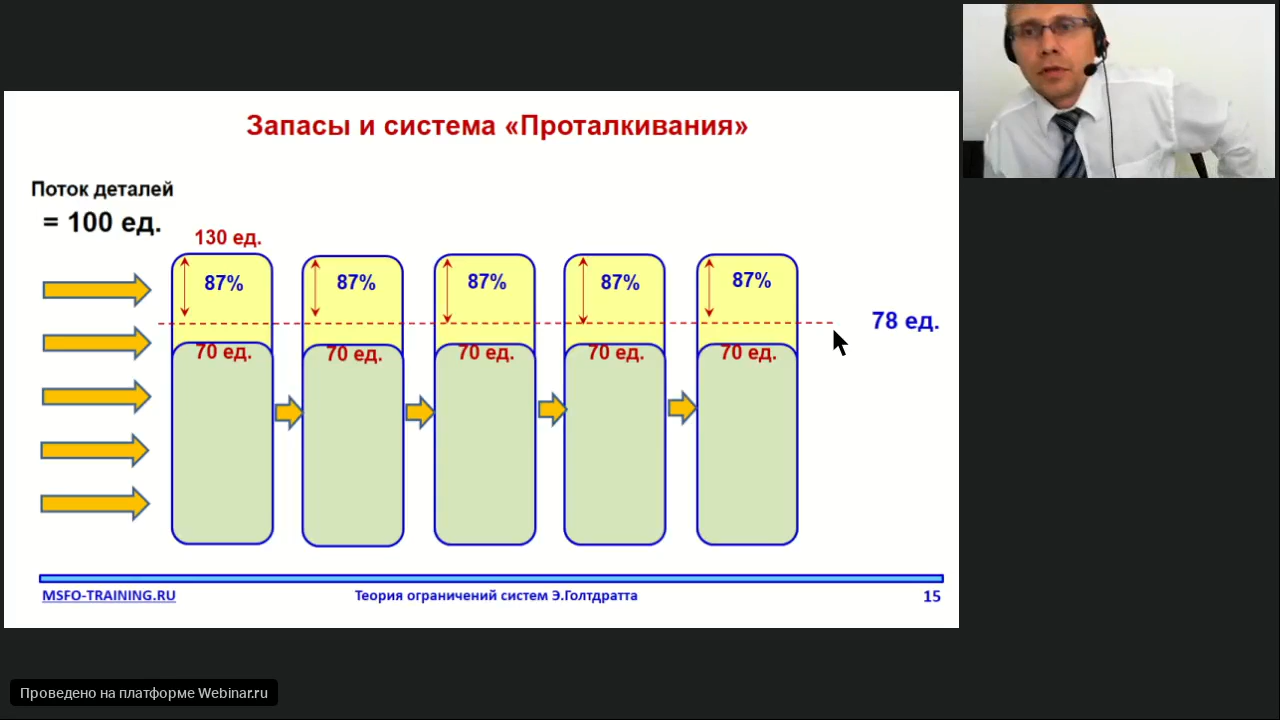 Запасы и система «Проталкивания»
Поток деталей
= 100 ед.
130 ед.
87% 87% 87% 87% 87%
78 ед.
70 ед. 70 ед. 70 ед. 70 ед. 70 ед.
MSFO-TRAINING.RU Теория ограничений систем Э.Голтдратта 15
Проведено на платформе Webinar.ru